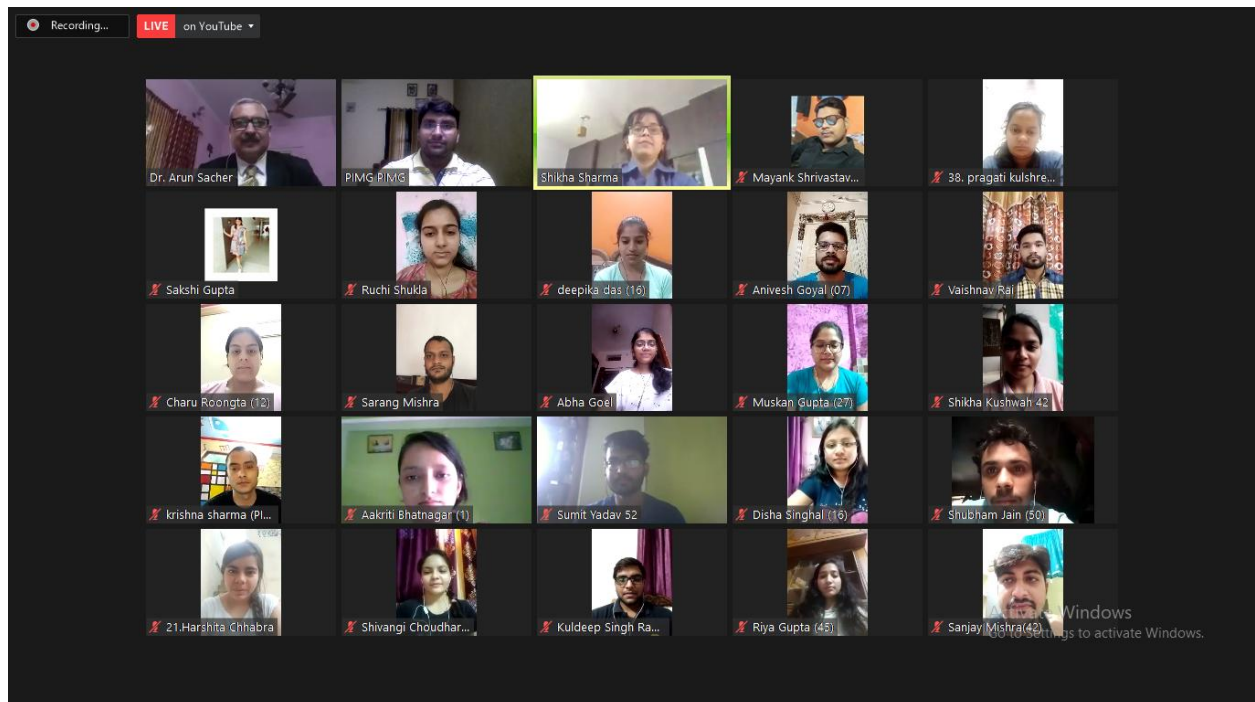 Recording...
LIVE on YouTube
Dr. Arun Sacher
PIMG PIMG
Shikha Sharma
Mayank Shrivastav...
38. pragati kulshre...
Sakshi Gupta
Ruchi Shukla
deepika das (16)
Anivesh Goyal (07)
Vaishnav Rai
Charu Roongta (12)
Sarang Mishra
Abha Goel
Muskan Gupta (27)
Shikha Kushwah 42
krishna sharma (PI...
Aakriti Bhatnagar (1)
Sumit Yadav 52
Disha Singhal (16)
Shubham Jain (50)
21.Harshita Chhabra
Shivangi Choudhar...
Kuldeep Singh Ra...
Riya Gupta (45)
Sanjay Mishra(42)
Activate Windows
Go to Settings to activate Windows.